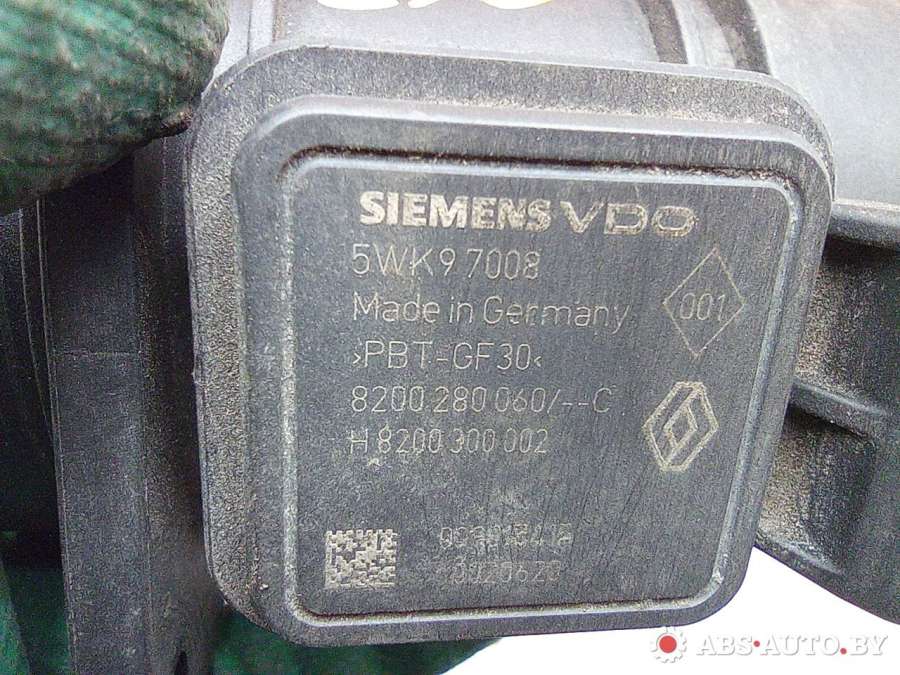 SIEMENS VDO
5WK9 7008
Made in Germany
001
>PBT-GF30<
8200 280 060/--C
H 8200 300 002
ABS-AUTO.BY